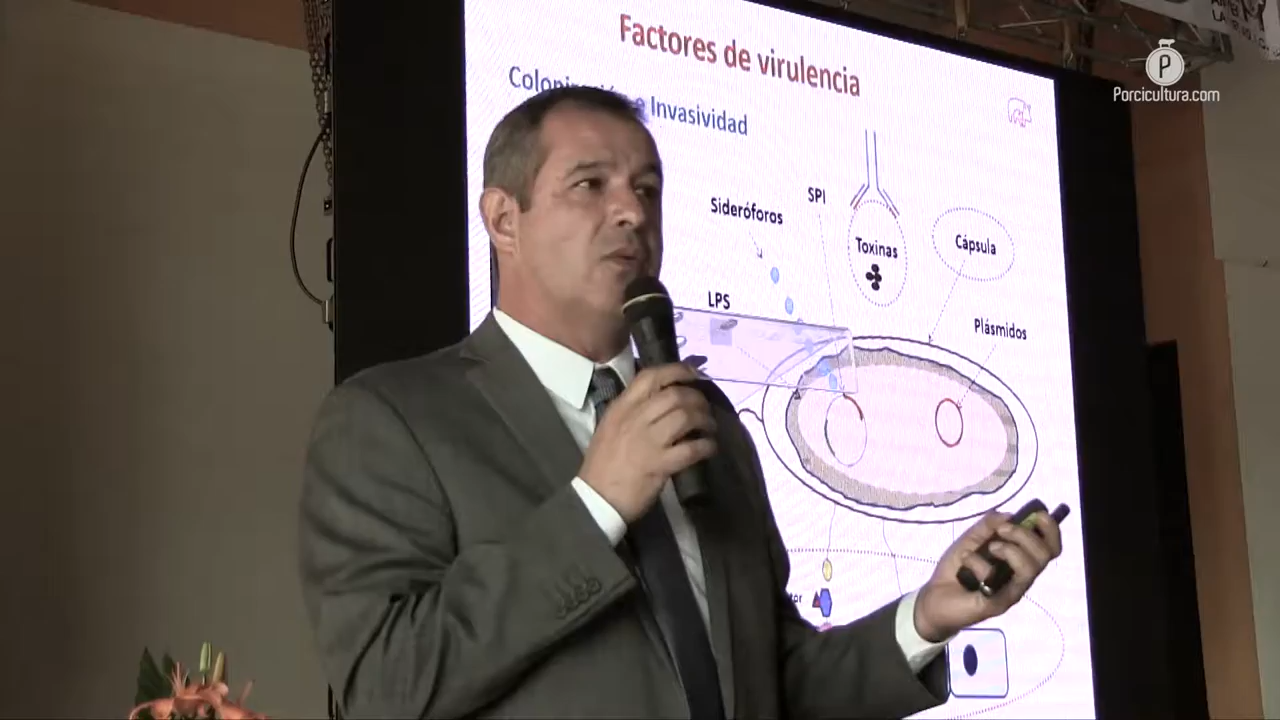 Factores de virulencia
e Invasividad
SPI
Sideróforos
Toxinas
Cápsula
LPS
Plásmidos
P
Porcicultura.com